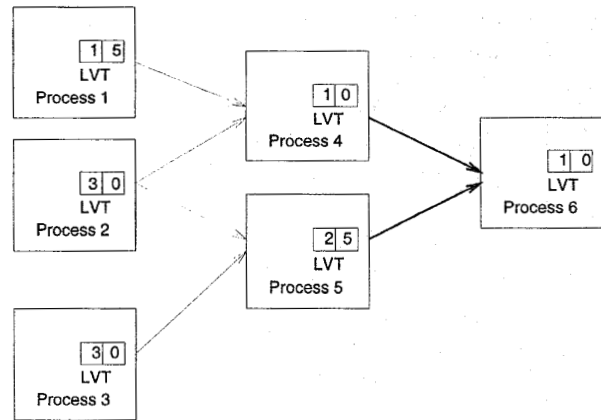 1 5
LVT
Process 1
3 0
LVT
Process 2
3 0
LVT
Process 3
1 0
LVT
Process 4
2 5
LVT
Process 5
1 0
LVT
Process 6